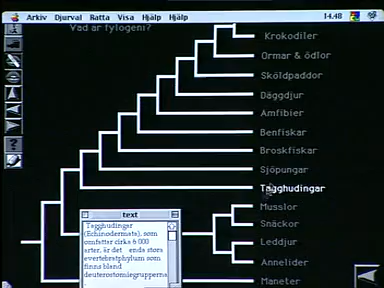 Arkiv Djurval Ratta Visa Hjälp Hjälp 14.48
Vad är fylogeni?
Krokodiler
Ormar & ödlor
Sköldpaddor
Däggdjur
Amfibier
Benfiskar
Broskfiskar
Sjöpungar
Tagghudingar
Musslor
Snäckor
Leddjur
Annelider
Maneter
text
Tagghudingar
(Echinodermata), som
omfattar cirka 6 000
arter, är det enda stora
evertebratphylum som
finns bland
deuterostomiegrupperna